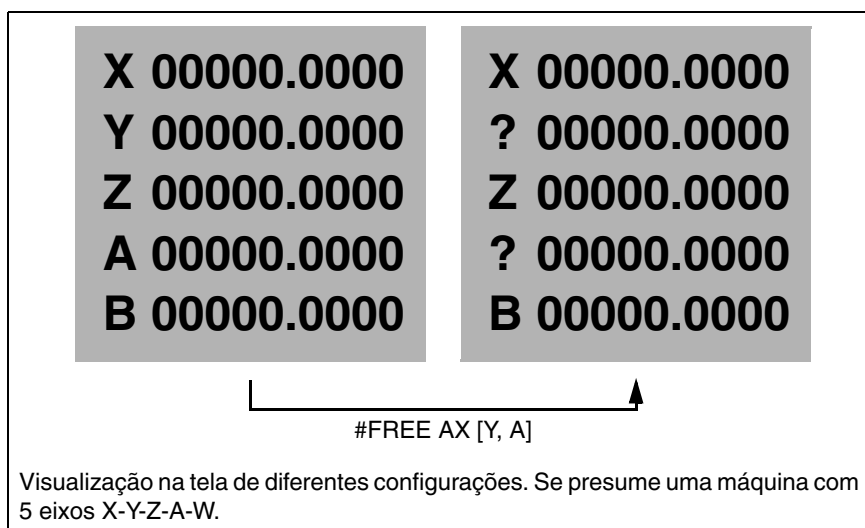 X 00000.0000
Y 00000.0000
Z 00000.0000
A 00000.0000
B 00000.0000
X 00000.0000
? 00000.0000
Z 00000.0000
? 00000.0000
B 00000.0000
#FREE AX [Y, A]
Visualização na tela de diferentes configurações. Se presume uma máquina com
5 eixos X-Y-Z-A-W.